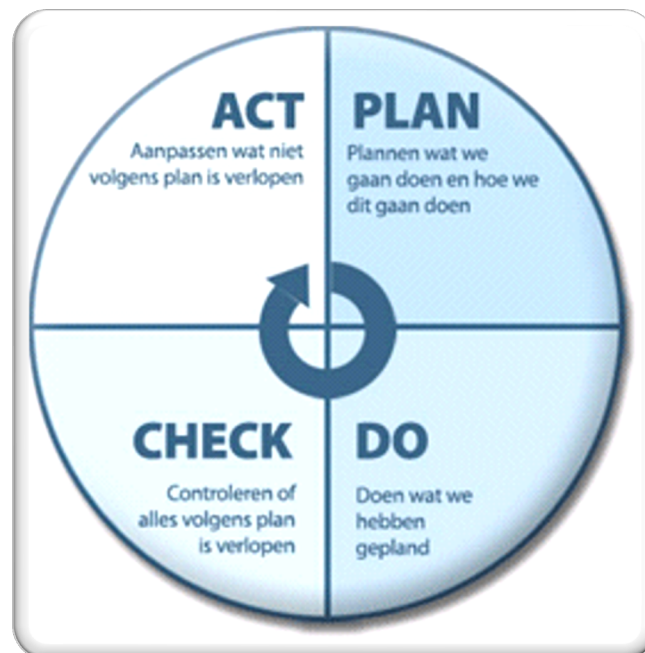 ACT
Aanpassen wat niet
volgens plan is verlopen
PLAN
Plannen wat we
gaan doen en hoe we
dit gaan doen
CHECK
Controleren of
alles volgens plan
is verlopen
DO
Doen wat we
hebben
gepland